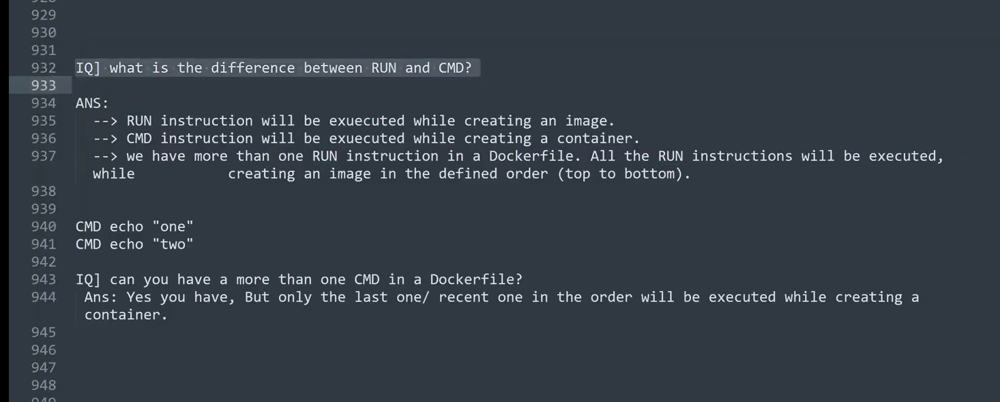 929
930
931
932 IQ] what is the difference between RUN and CMD?
933
934 ANS:
935 --> RUN instruction will be exuecuted while creating an image.
936 --> CMD instruction will be exuecuted while creating a container.
937 --> we have more than one RUN instruction in a Dockerfile. All the RUN instructions will be executed,
while creating an image in the defined order (top to bottom).
938
939
940 CMD echo "one"
941 CMD echo "two"
942
943 IQ] can you have a more than one CMD in a Dockerfile?
944 Ans: Yes you have, But only the last one/ recent one in the order will be executed while creating a
container.
945
946
947
948